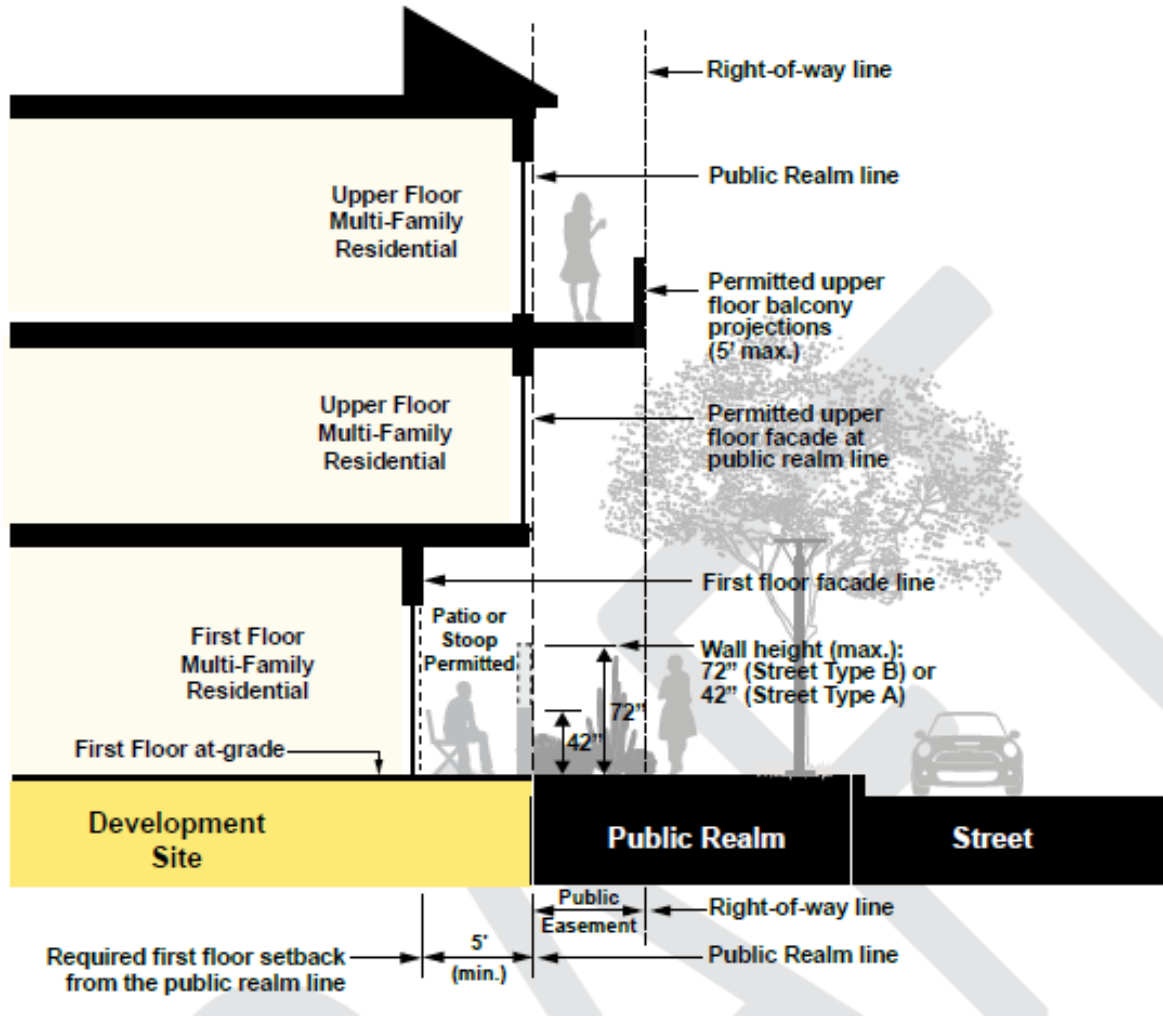 Right-of-way line
Public Realm line
Upper Floor
Multi-Family
Residential
Permitted upper
floor balcony
projections
(5' max.)
Upper Floor
Multi-Family
Residential
Permitted upper
floor facade at
public realm line
First floor facade line
Patio or
Stoop
Permitted
First Floor
Multi-Family
Residential
Wall height (max.):
72” (Street Type B) or
42” (Street Type A)
72”
42”
First Floor at-grade
Development
Site
Public Realm
Street
Public
Easement
Right-of-way line
5'
(min.)
Public Realm line
Required first floor setback
from the public realm line